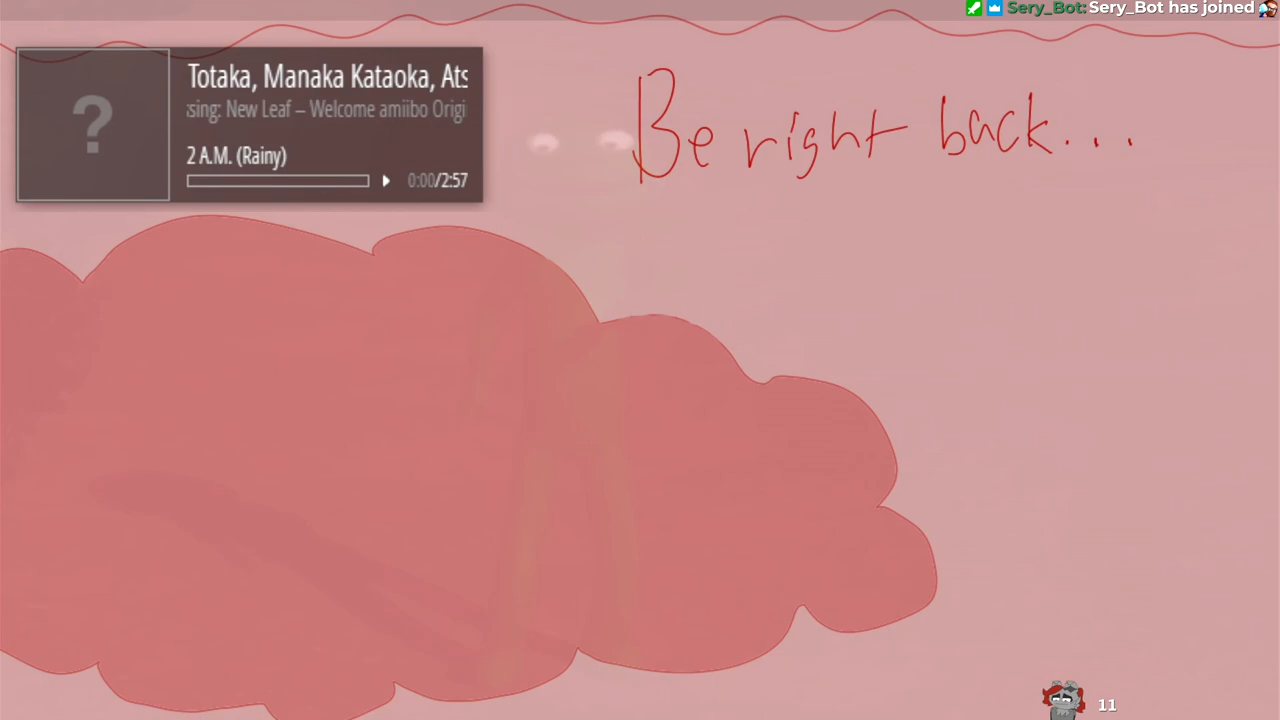 Sery_Bot: Sery_Bot has joined
Totaka, Manaka Kataoka, Ats
sing: New Leaf – Welcome amiibo Origi
2 A.M. (Rainy)
0:00/2:57
Be right back...
11